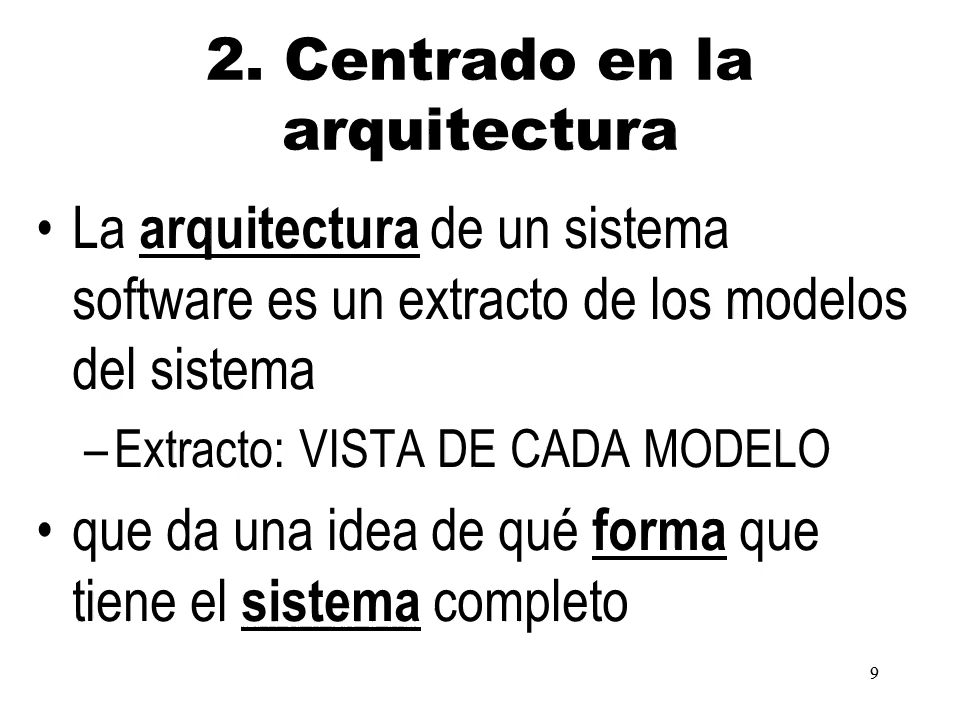 2. Centrado en la
arquitectura
• La arquitectura de un sistema
software es un extracto de los modelos
del sistema
– Extracto: VISTA DE CADA MODELO
• que da una idea de qué forma que
tiene el sistema completo
9